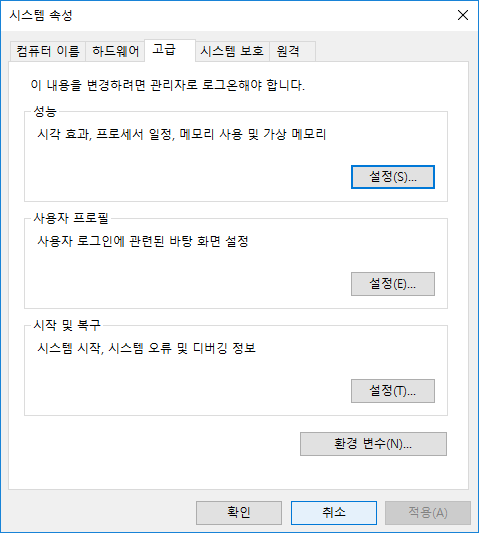 시스템 속성
컴퓨터 이름 하드웨어 고급 시스템 보호 원격
이 내용을 변경하려면 관리자로 로그온해야 합니다.
성능
시각 효과, 프로세서 일정, 메모리 사용 및 가상 메모리
설정(S)...
사용자 프로필
사용자 로그인에 관련된 바탕 화면 설정
설정(E)...
시작 및 복구
시스템 시작, 시스템 오류 및 디버깅 정보
설정(T)...
환경 변수(N)...
확인 취소 적용(A)